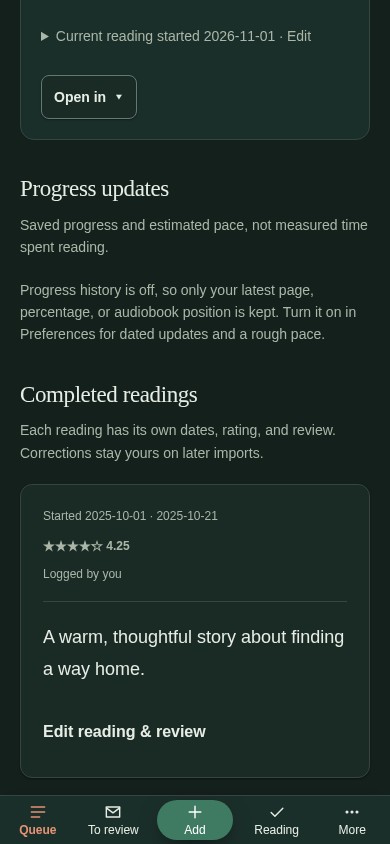 ▶ Current reading started 2026-11-01 · Edit
Open in ▼
Progress updates
Saved progress and estimated pace, not measured time
spent reading.
Progress history is off, so only your latest page,
percentage, or audiobook position is kept. Turn it on in
Preferences for dated updates and a rough pace.
Completed readings
Each reading has its own dates, rating, and review.
Corrections stay yours on later imports.
Started 2025-10-01 · 2025-10-21
★★★★☆ 4.25
Logged by you
A warm, thoughtful story about finding
a way home.
Edit reading & review
Queue To review Add Reading More